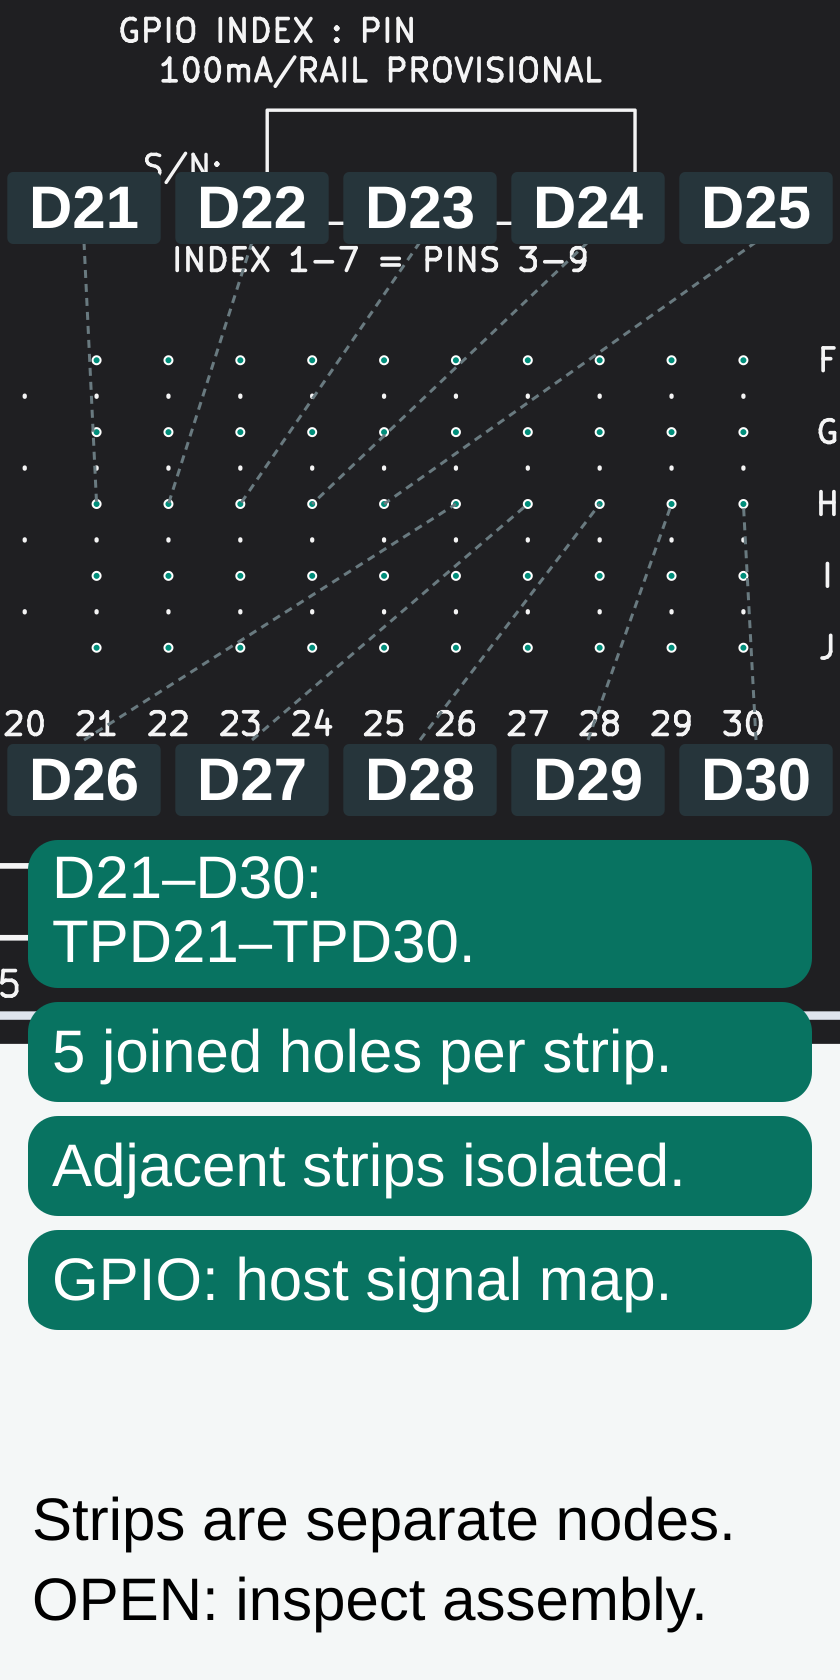 GPIO INDEX : PIN
100mA/RAIL PROVISIONAL
S/N:
D21 D22 D23 D24 D25
INDEX 1-7 = PINS 3-9
F
G
H
I
J
20 21 22 23 24 25 26 27 28 29 30
D26 D27 D28 D29 D30
D21–D30:
TPD21–TPD30.
5
5 joined holes per strip.
Adjacent strips isolated.
GPIO: host signal map.
Strips are separate nodes.
OPEN: inspect assembly.